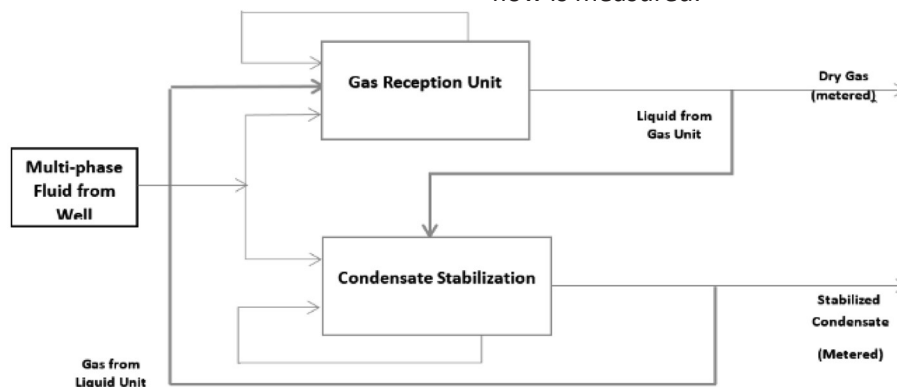 Gas Reception Unit
Dry Gas
(metered)
Liquid from
Gas Unit
Multi-phase
Fluid from
Well
Condensate Stabilization
Stabilized
Condensate
(Metered)
Gas from
Liquid Unit